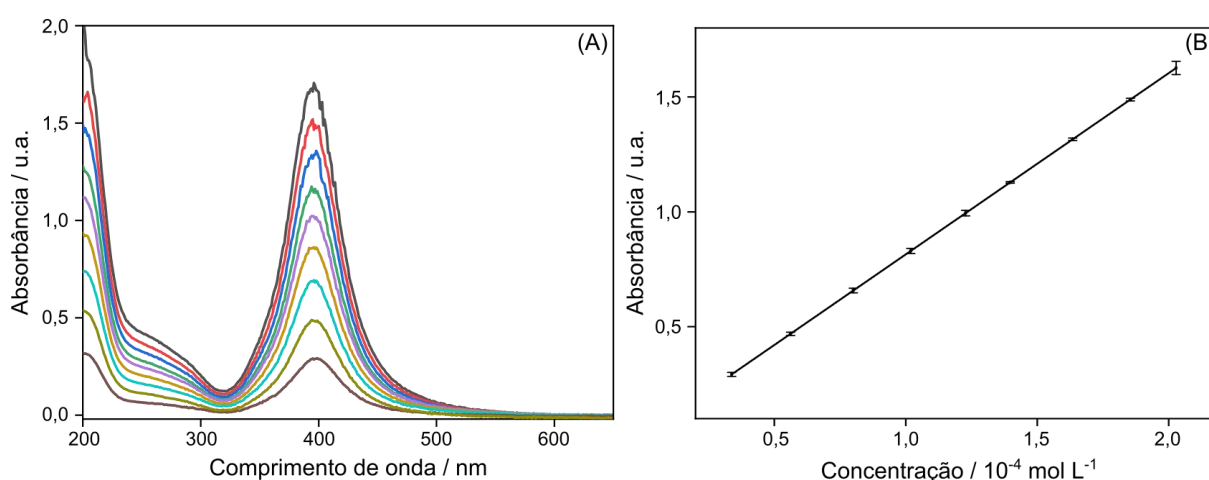 (A)
2,0
1,5
1,0
0,5
0,0
Absorbância / u.a.
200
300
400
500
600
Comprimento de onda / nm
(B
1,5
1,0
0,5
Absorbância / u.a.
0,5
1,0
1,5
2,0
Concentração / 10⁻⁴ mol L⁻¹